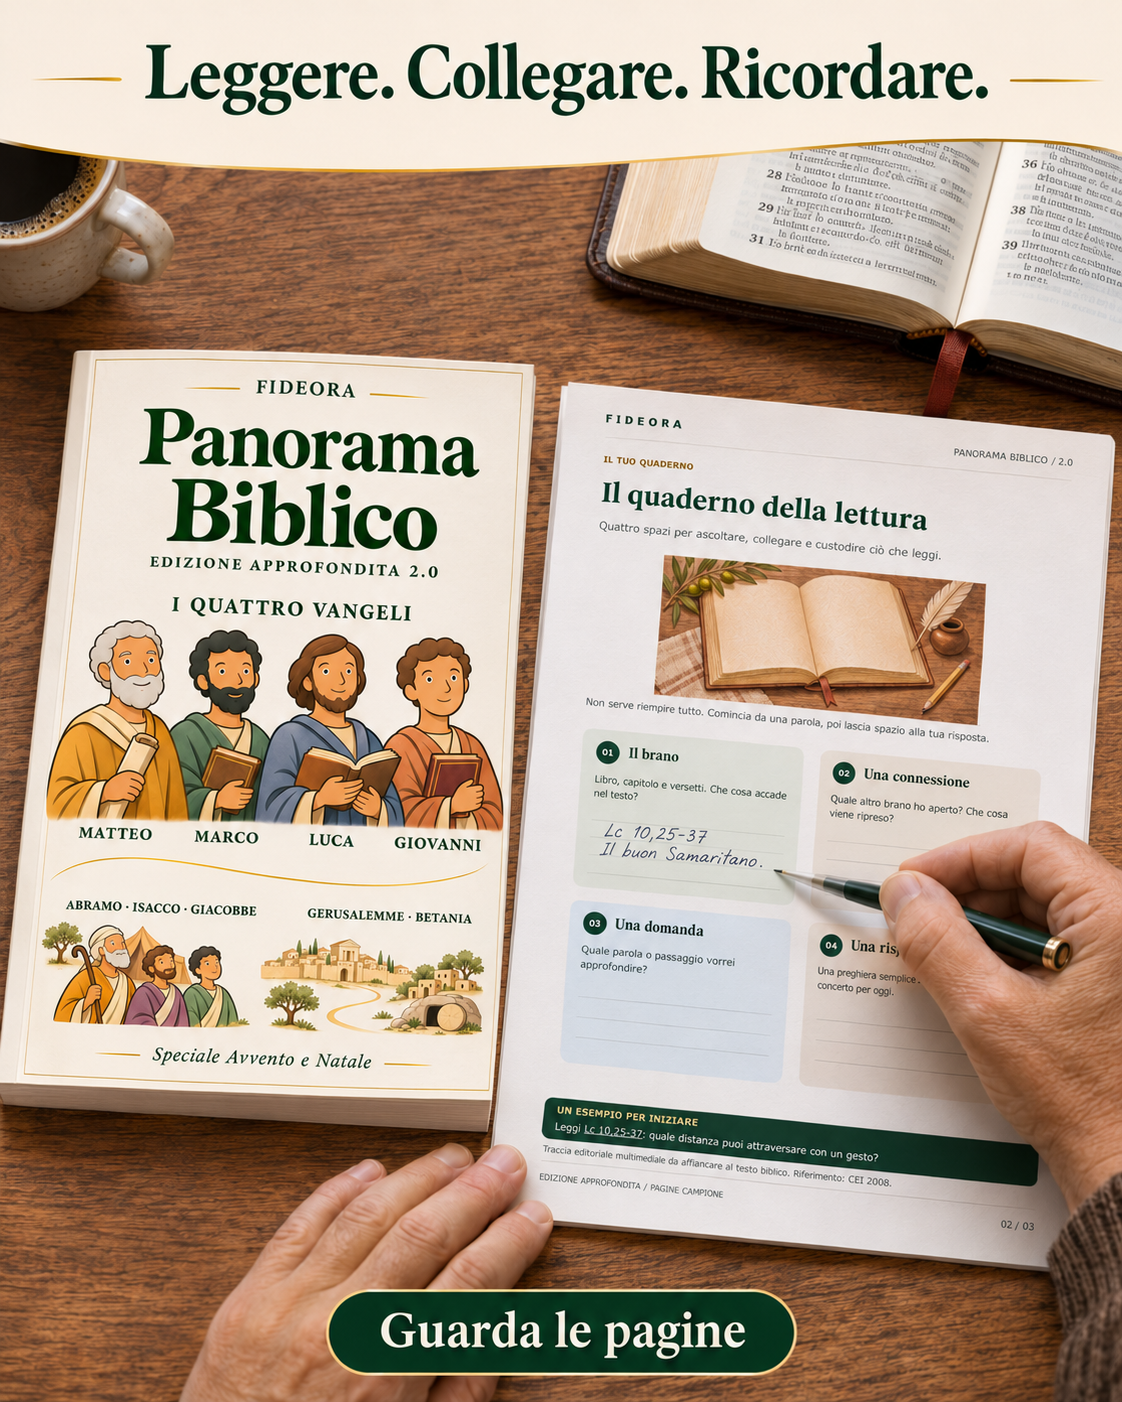 Leggere. Collegare. Ricordare.
28
29
31
36
38
39
FIDEORA
Panorama
Biblico
EDIZIONE APPROFONDITA 2.0
I QUATTRO VANGELI
MATTEO MARCO LUCA GIOVANNI
ABRAMO · ISACCO · GIACOBBE
GERUSALEMME · BETANIA
Speciale Avvento e Natale
FIDEORA
PANORAMA BIBLICO / 2.0
IL TUO QUADERNO
Il quaderno della lettura
Quattro spazi per ascoltare, collegare e custodire ciò che leggi.
Non serve riempire tutto. Comincia da una parola, poi lascia spazio alla tua risposta.
01 Il brano
Libro, capitolo e versetti. Che cosa accade
nel testo?
Lc 10,25-37
Il buon Samaritano.
02 Una connessione
Quale altro brano ho aperto? Che cosa
viene ripreso?
03 Una domanda
Quale parola o passaggio vorrei
approfondire?
04 Una ris
Una preghiera semplice
concerto per oggi.
UN ESEMPIO PER INIZIARE
Leggi Lc 10,25-37: quale distanza puoi attraversare con un gesto?
Traccia editoriale multimediale da affiancare al testo biblico. Riferimento: CEI 2008.
EDIZIONE APPROFONDITA / PAGINE CAMPIONE
02 / 03
Guarda le pagine